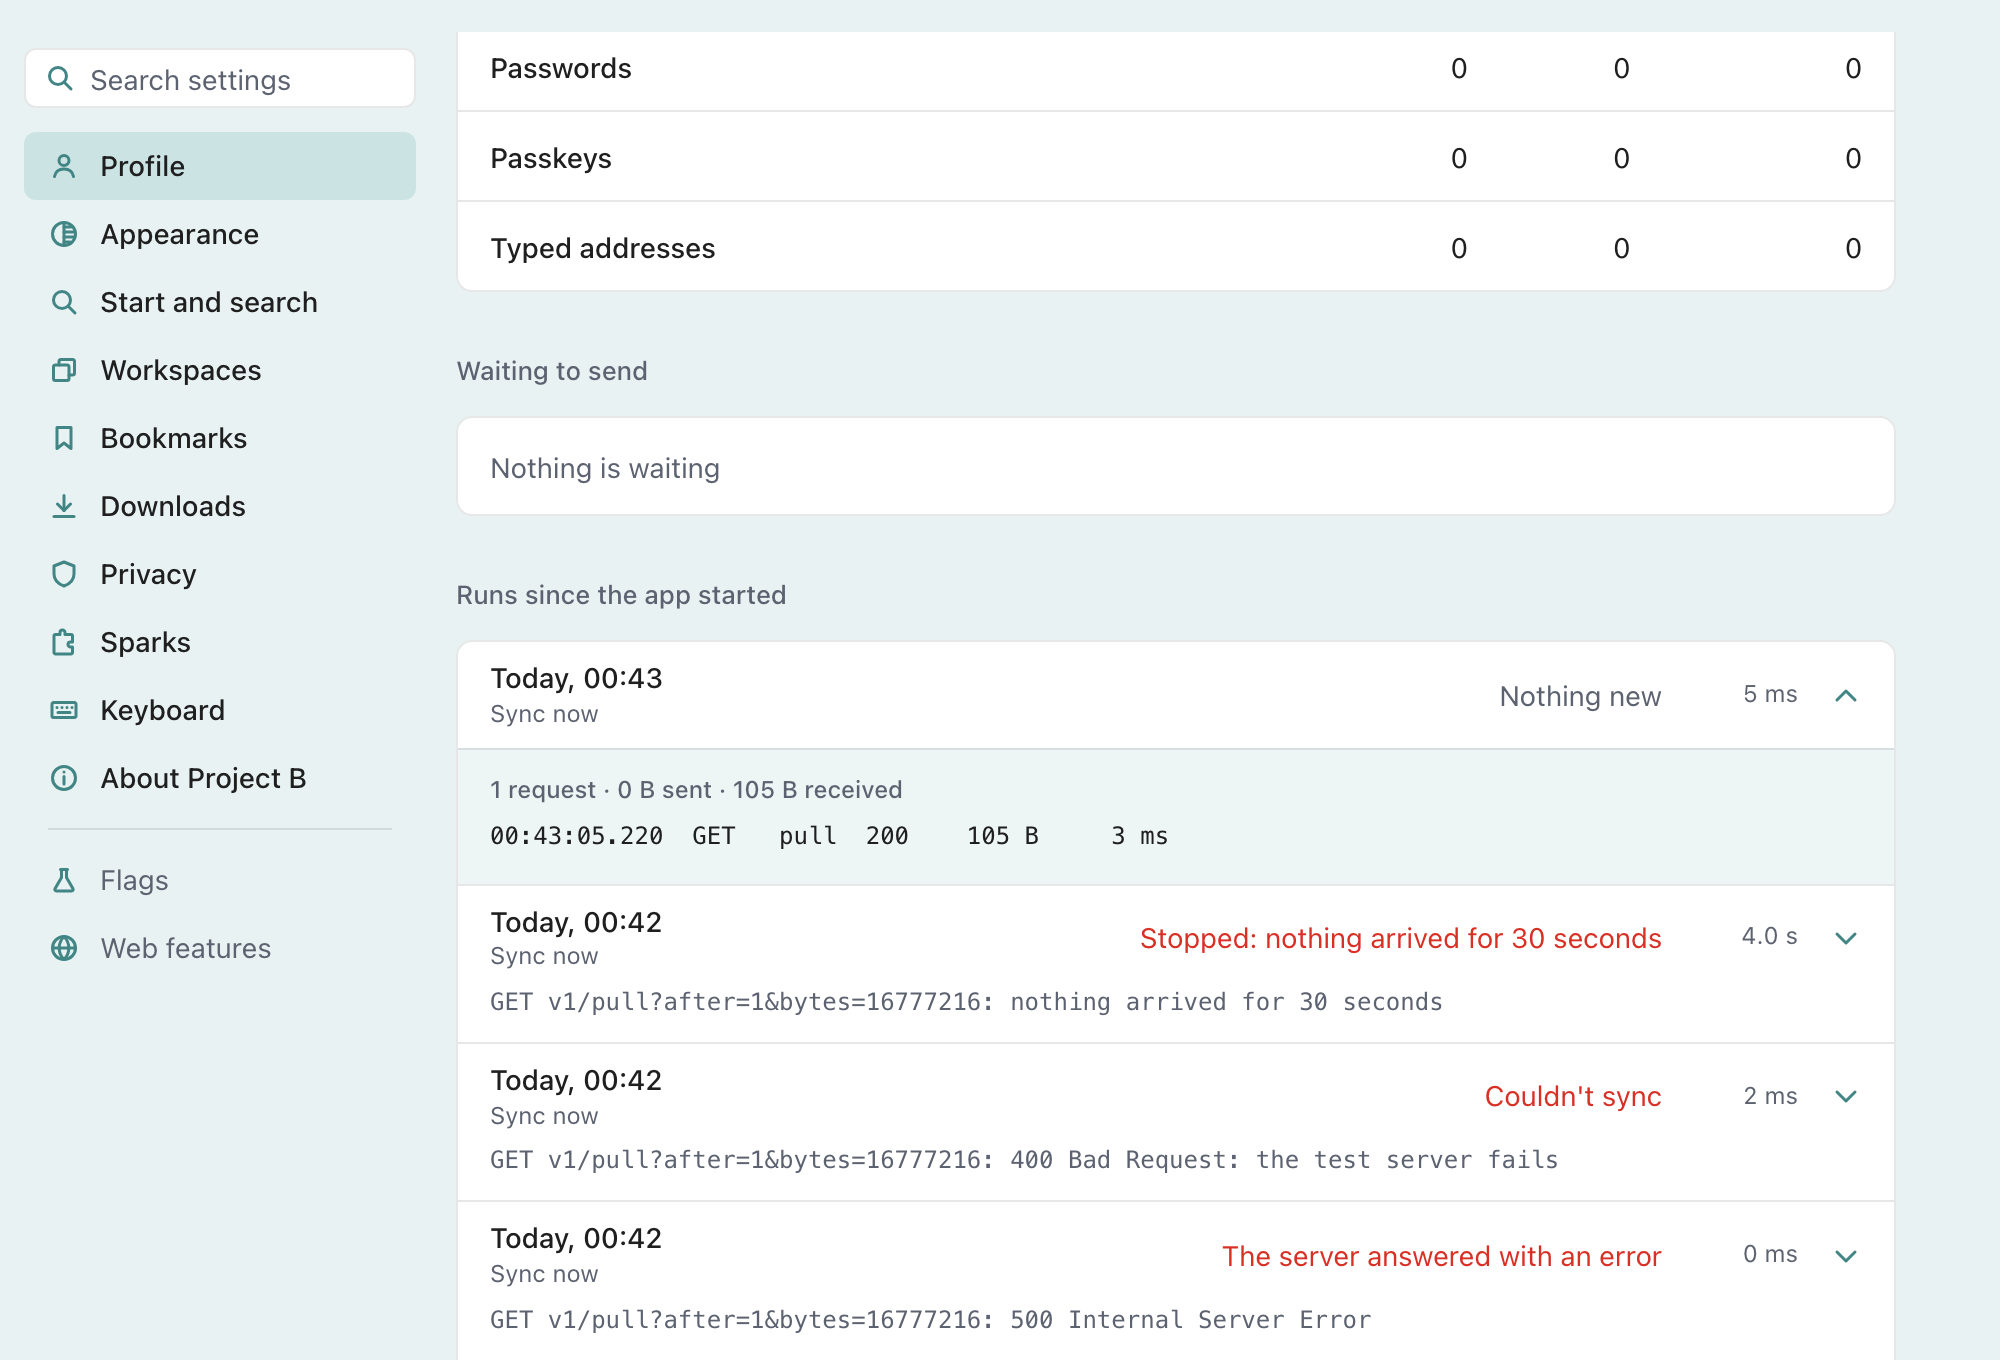 Search settings
Profile
Appearance
Start and search
Workspaces
Bookmarks
Downloads
Privacy
Sparks
Keyboard
About Project B
Flags
Web features
Passwords 0 0 0
Passkeys 0 0 0
Typed addresses 0 0 0
Waiting to send
Nothing is waiting
Runs since the app started
Today, 00:43
Sync now
Nothing new 5 ms
1 request · 0 B sent · 105 B received
00:43:05.220 GET pull 200 105 B 3 ms
Today, 00:42
Sync now
Stopped: nothing arrived for 30 seconds 4.0 s
GET v1/pull?after=1&bytes=16777216: nothing arrived for 30 seconds
Today, 00:42
Sync now
Couldn't sync 2 ms
GET v1/pull?after=1&bytes=16777216: 400 Bad Request: the test server fails
Today, 00:42
Sync now
The server answered with an error 0 ms
GET v1/pull?after=1&bytes=16777216: 500 Internal Server Error